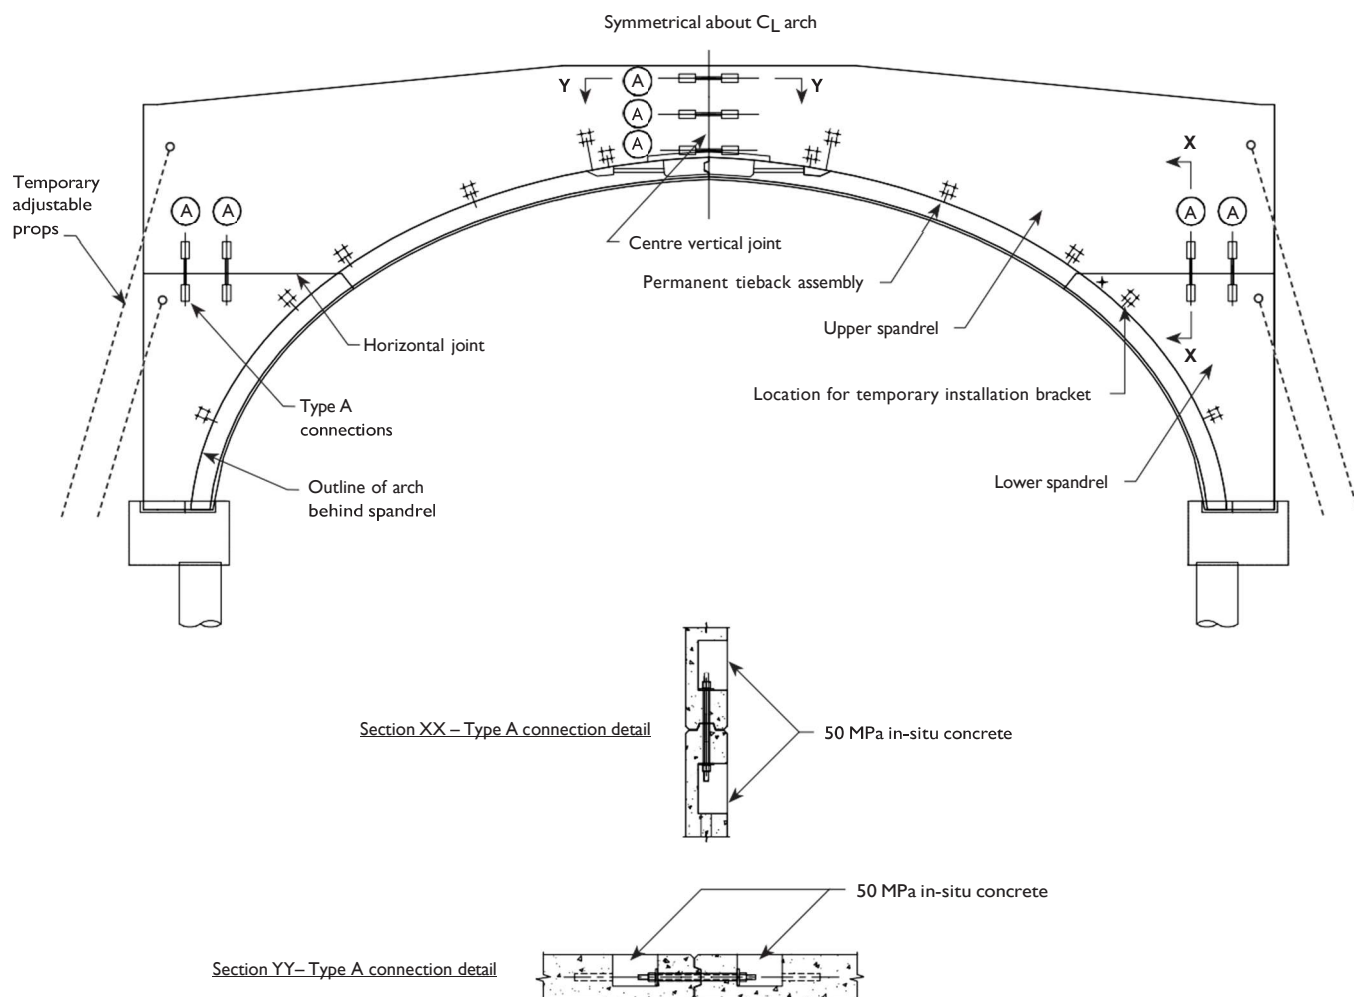 Symmetrical about CL arch
Y
A
Y
A
A
X
Temporary
adjustable
props
A
A
A
A
Centre vertical joint
Permanent tieback assembly
Upper spandrel
Horizontal joint
X
Location for temporary installation bracket
Type A
connections
Lower spandrel
Outline of arch
behind spandrel
Section XX – Type A connection detail
50 MPa in-situ concrete
50 MPa in-situ concrete
Section YY– Type A connection detail